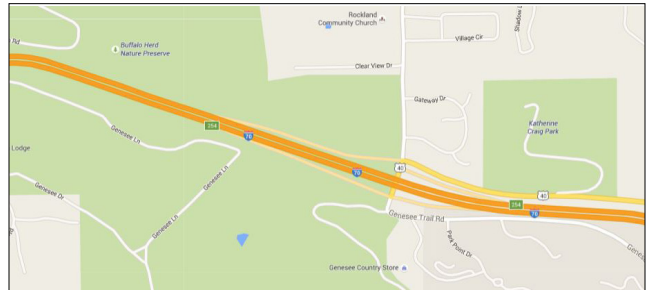 Rockland
Community Church
Village Cir
Buffalo Herd
Nature Preserve
Clear View Dr
Gateway Dr
Katherine
Craig Park
254
70
Genesee Ln
Lodge
70
40
Genesee Ln
40
Genesee Dr
254
70
Genesee Ln
Genesee Trail Rd
Park Point Dr
Genesee Country Store